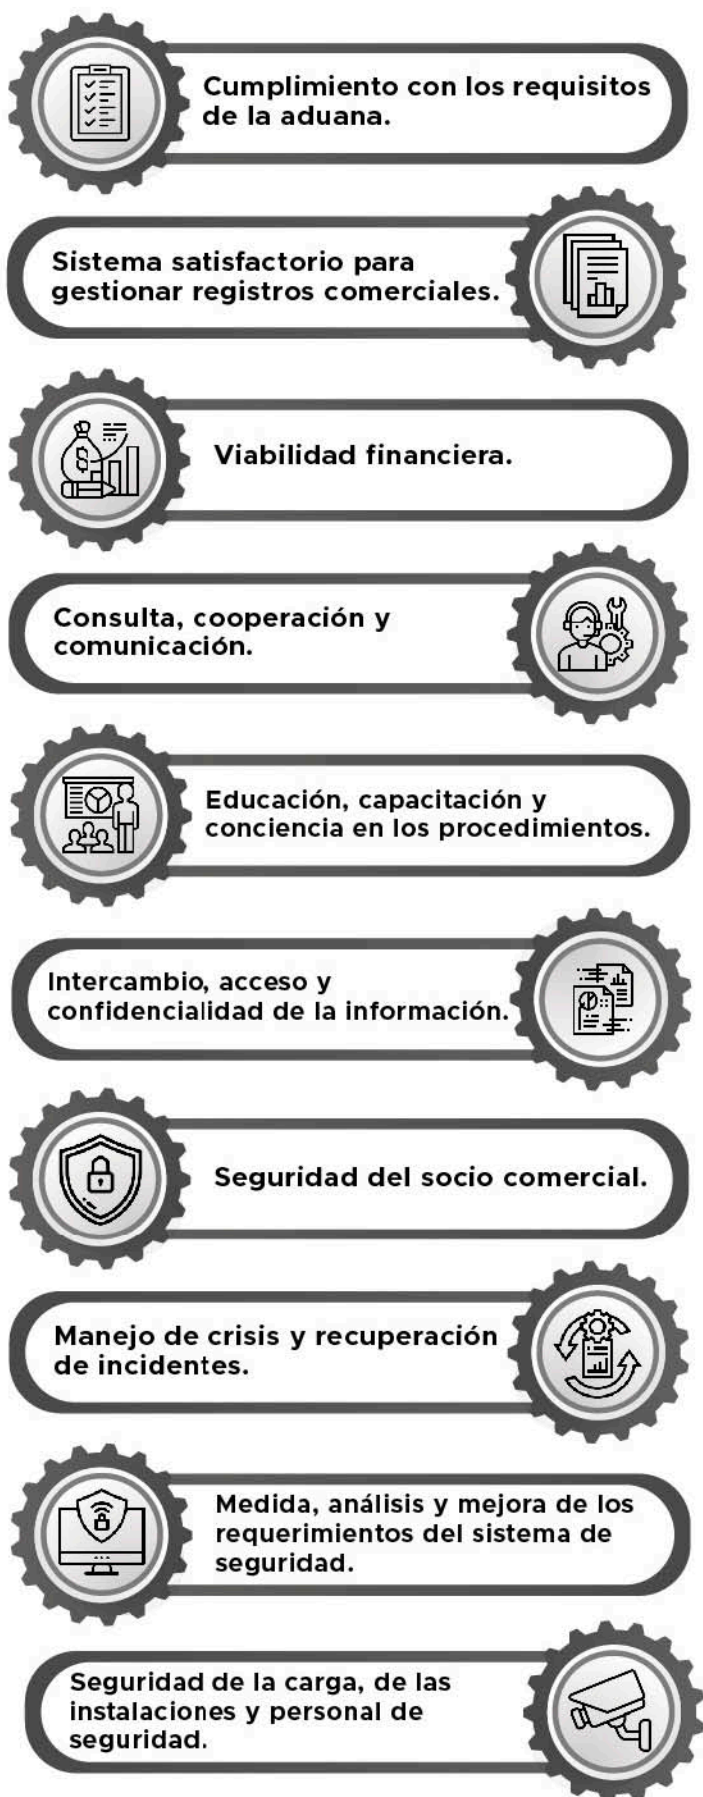 Cumplimiento con los requisitos
de la aduana.
Sistema satisfactorio para
gestionar registros comerciales.
Viabilidad financiera.
Consulta, cooperación y
comunicación.
Educación, capacitación y
conciencia en los procedimientos.
Intercambio, acceso y
confidencialidad de la información.
Seguridad del socio comercial.
Manejo de crisis y recuperación
de incidentes.
Medida, análisis y mejora de los
requerimientos del sistema de
seguridad.
Seguridad de la carga, de las
instalaciones y personal de
seguridad.